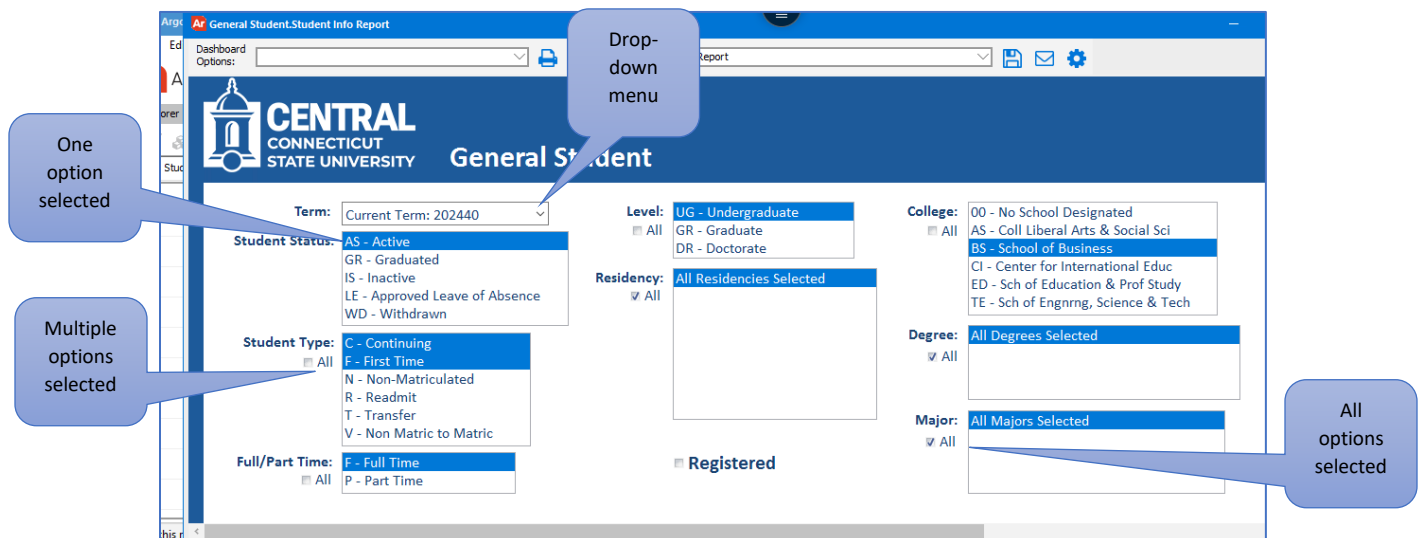 Argo
Ar General Student.Student Info Report
Ed
Dashboard
Options:
Report
A
orer
Stud
CENTRAL
CONNECTICUT
STATE UNIVERSITY
General Student
Drop-
down
menu
One
option
selected
Multiple
options
selected
All
options
selected
Term:
Current Term: 202440
Student Status:
AS - Active
GR - Graduated
IS - Inactive
LE - Approved Leave of Absence
WD - Withdrawn
Student Type:
All
C - Continuing
F - First Time
N - Non-Matriculated
R - Readmit
T - Transfer
V - Non Matric to Matric
Full/Part Time:
All
F - Full Time
P - Part Time
Level:
All
UG - Undergraduate
GR - Graduate
DR - Doctorate
Residency:
All
All Residencies Selected
Registered
College:
All
00 - No School Designated
AS - Coll Liberal Arts & Social Sci
BS - School of Business
CI - Center for International Educ
ED - Sch of Education & Prof Study
TE - Sch of Engnrng, Science & Tech
Degree:
All
All Degrees Selected
Major:
All
All Majors Selected
his r